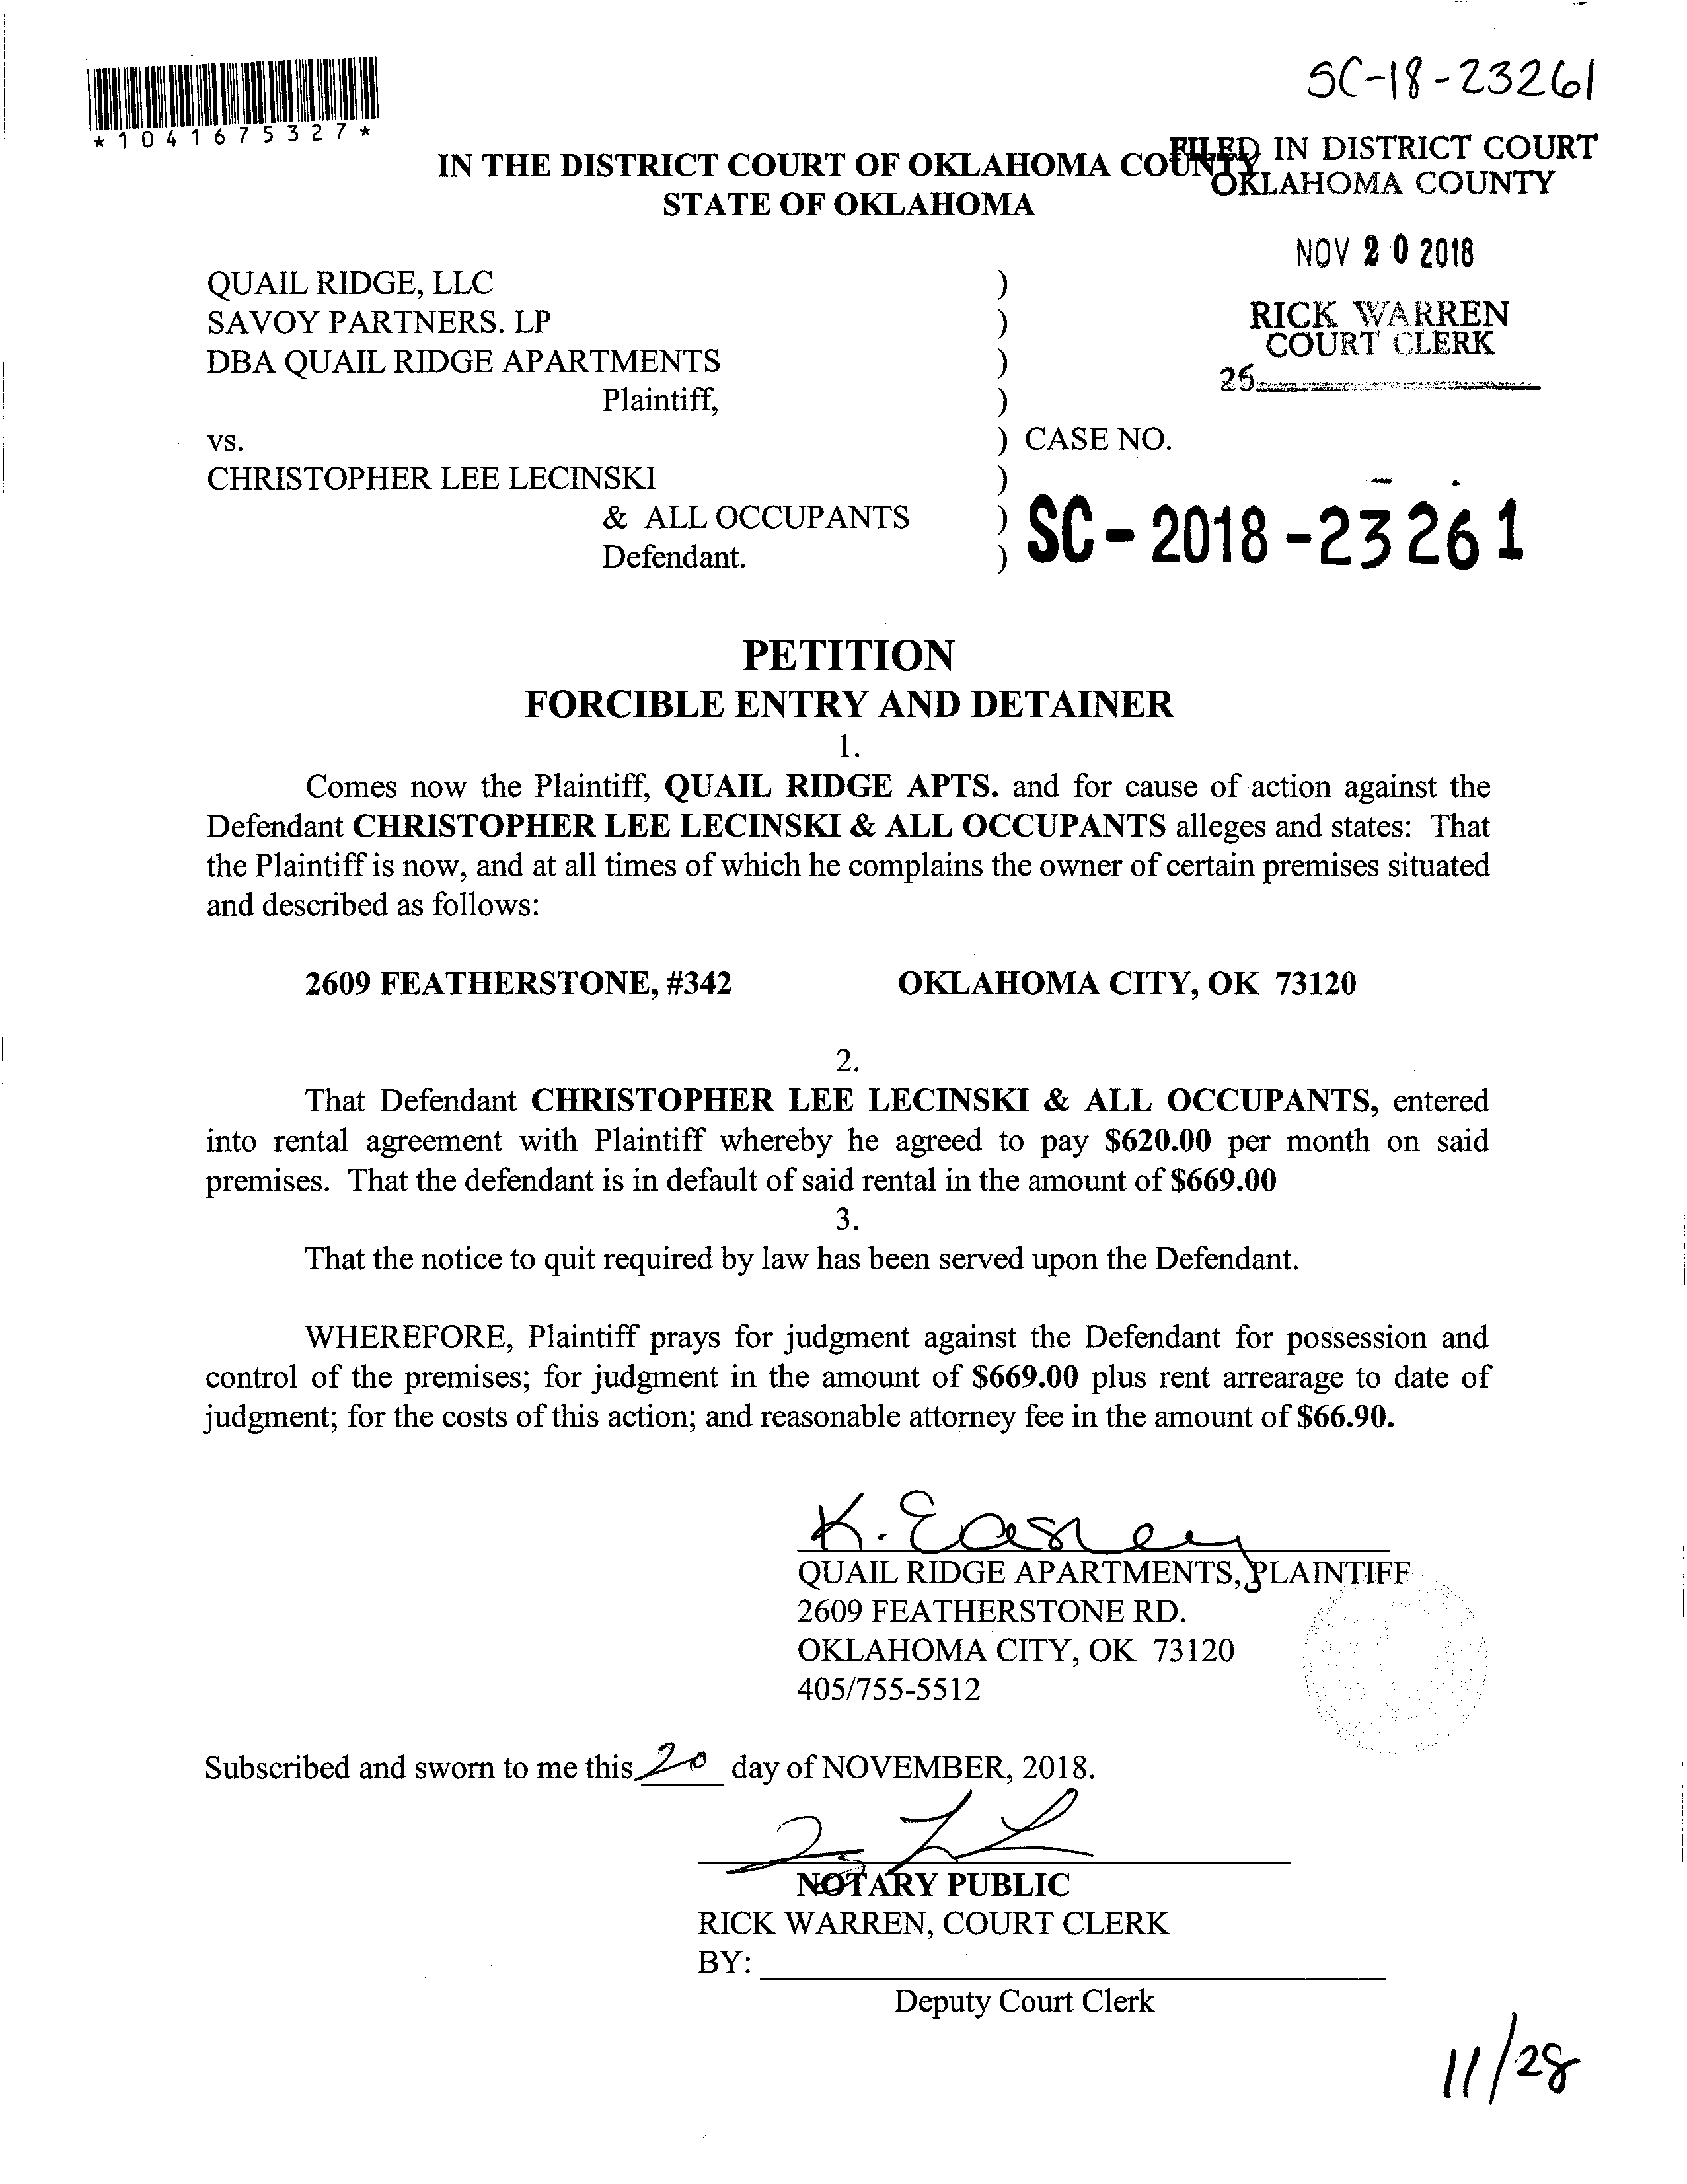 SC-18-23261
*1041675327*
FILED IN DISTRICT COURT
OKLAHOMA COUNTY
IN THE DISTRICT COURT OF OKLAHOMA COUNTY
STATE OF OKLAHOMA
NOV 20 2018
RICK WARREN
COURT CLERK
QUAIL RIDGE, LLC )
SAVOY PARTNERS. LP )
DBA QUAIL RIDGE APARTMENTS )
Plaintiff, )
vs. ) CASE NO.
CHRISTOPHER LEE LECINSKI )
& ALL OCCUPANTS ) SC-2018-23261
Defendant. )
PETITION
FORCIBLE ENTRY AND DETAINER
1.
Comes now the Plaintiff, QUAIL RIDGE APTS. and for cause of action against the
Defendant CHRISTOPHER LEE LECINSKI & ALL OCCUPANTS alleges and states: That
the Plaintiff is now, and at all times of which he complains the owner of certain premises situated
and described as follows:
2609 FEATHERSTONE, #342 OKLAHOMA CITY, OK 73120
2.
That Defendant CHRISTOPHER LEE LECINSKI & ALL OCCUPANTS, entered
into rental agreement with Plaintiff whereby he agreed to pay $620.00 per month on said
premises. That the defendant is in default of said rental in the amount of $669.00
3.
That the notice to quit required by law has been served upon the Defendant.
WHEREFORE, Plaintiff prays for judgment against the Defendant for possession and
control of the premises; for judgment in the amount of $669.00 plus rent arrearage to date of
judgment; for the costs of this action; and reasonable attorney fee in the amount of $66.90.
K. Easley
QUAIL RIDGE APARTMENTS, PLAINTIFF
2609 FEATHERSTONE RD.
OKLAHOMA CITY, OK 73120
405/755-5512
Subscribed and sworn to me this 20 day of NOVEMBER, 2018.
NOTARY PUBLIC
RICK WARREN, COURT CLERK
BY:
Deputy Court Clerk
11/28